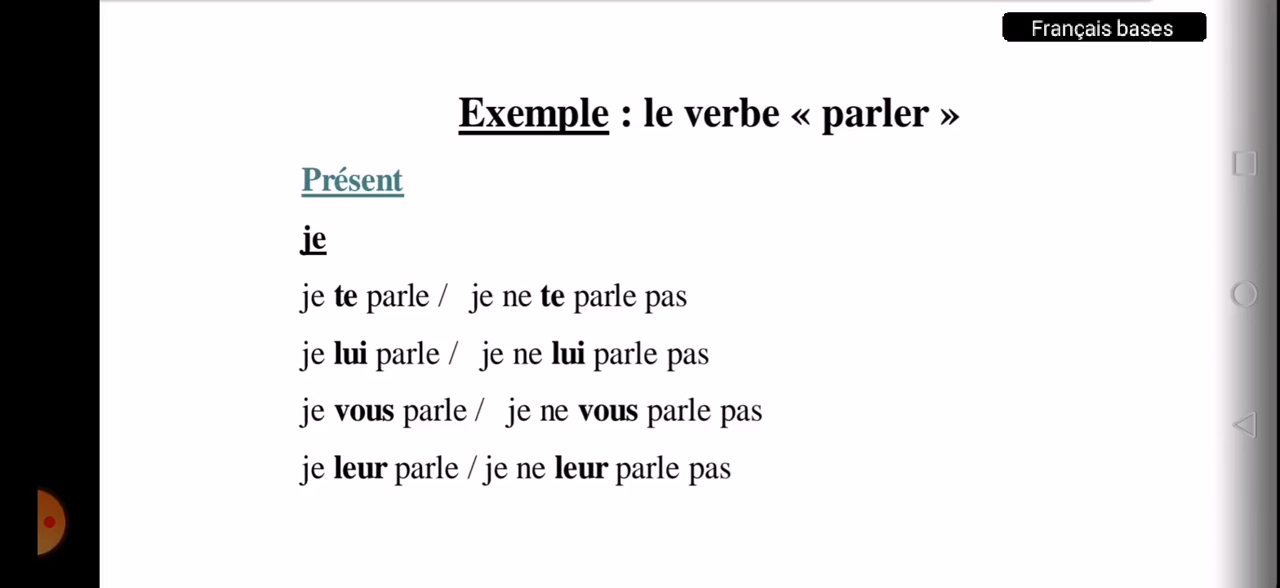 Français bases
Exemple : le verbe « parler »
Présent
je
je te parle / je ne te parle pas
je lui parle / je ne lui parle pas
je vous parle / je ne vous parle pas
je leur parle / je ne leur parle pas